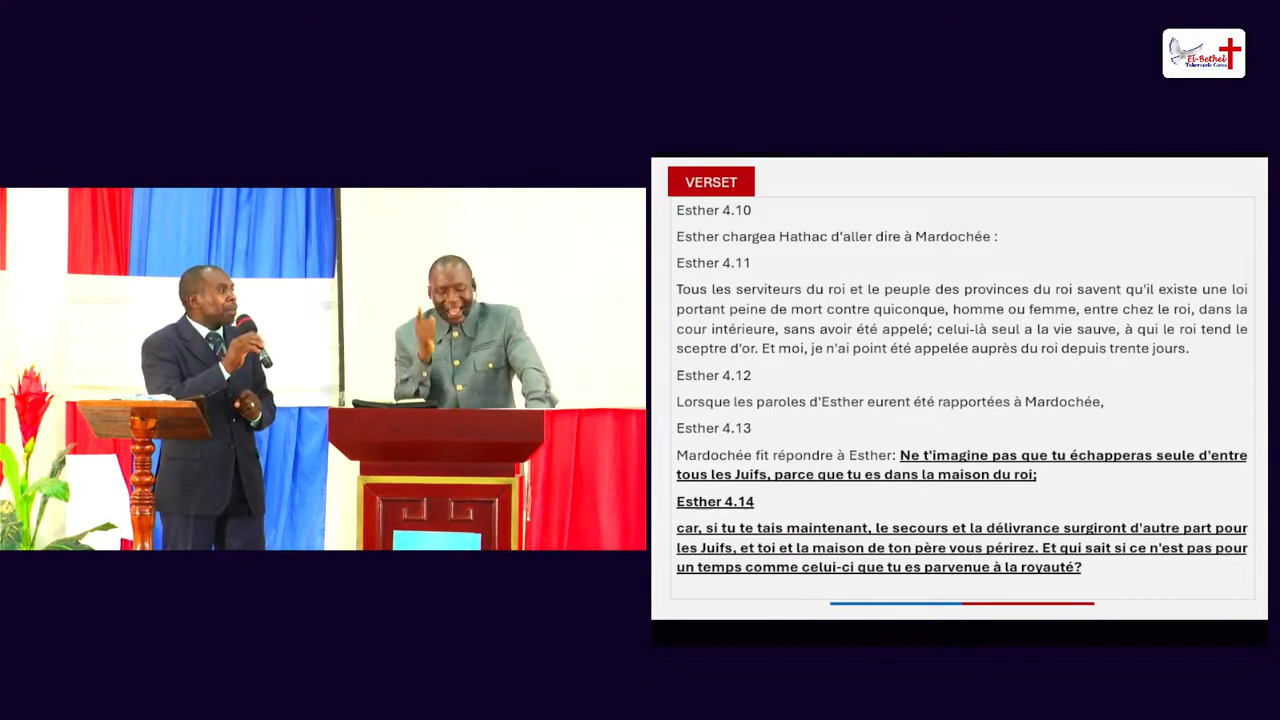 El-Bethel
Tabernacle Goma
VERSET
Esther 4.10
Esther chargea Hathac d'aller dire à Mardochée :
Esther 4.11
Tous les serviteurs du roi et le peuple des provinces du roi savent qu'il existe une loi
portant peine de mort contre quiconque, homme ou femme, entre chez le roi, dans la
cour intérieure, sans avoir été appelé; celui-là seul a la vie sauve, à qui le roi tend le
sceptre d'or. Et moi, je n'ai point été appelée auprès du roi depuis trente jours.
Esther 4.12
Lorsque les paroles d'Esther eurent été rapportées à Mardochée,
Esther 4.13
Mardochée fit répondre à Esther: Ne t'imagine pas que tu échapperas seule d'entre
tous les Juifs, parce que tu es dans la maison du roi;
Esther 4.14
car, si tu te tais maintenant, le secours et la délivrance surgiront d'autre part pour
les Juifs, et toi et la maison de ton père vous périrez. Et qui sait si ce n'est pas pour
un temps comme celui-ci que tu es parvenue à la royauté?